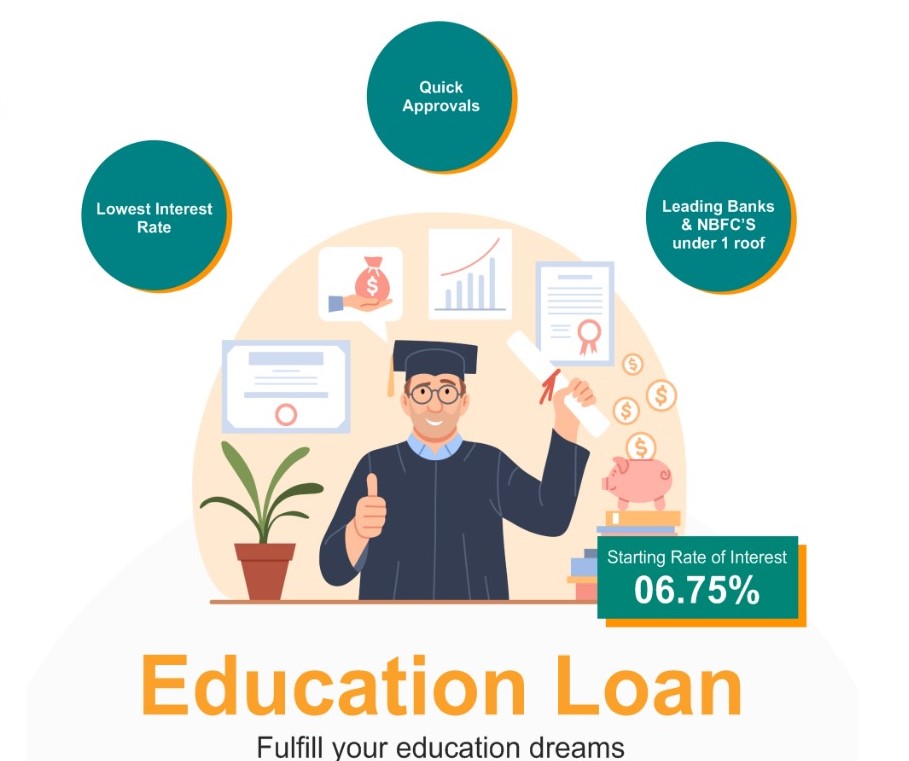 Quick
Approvals
Lowest Interest
Rate
Leading Banks
& NBFC'S
under 1 roof
$
$
$
$
$
Starting Rate of Interest
06.75%
Education Loan
Fulfill your education dreams